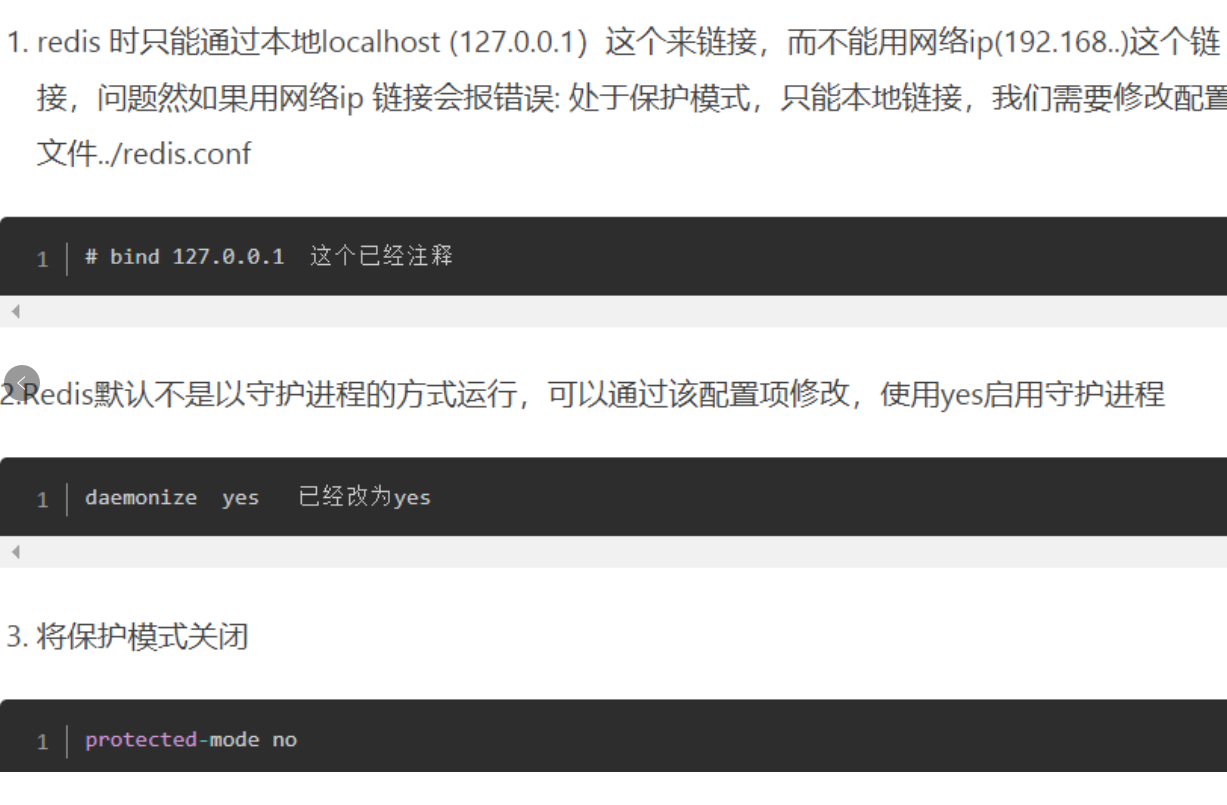 1. redis 时只能通过本地localhost (127.0.0.1）这个来链接，而不能用网络ip(192.168..)这个链
接，问题然如果用网络ip 链接会报错误: 处于保护模式，只能本地链接，我们需要修改配置
文件../redis.conf
1 # bind 127.0.0.1 这个已经注释
2.Redis默认不是以守护进程的方式运行，可以通过该配置项修改，使用yes启用守护进程
1 daemonize yes 已经改为yes
3. 将保护模式关闭
1 protected-mode no